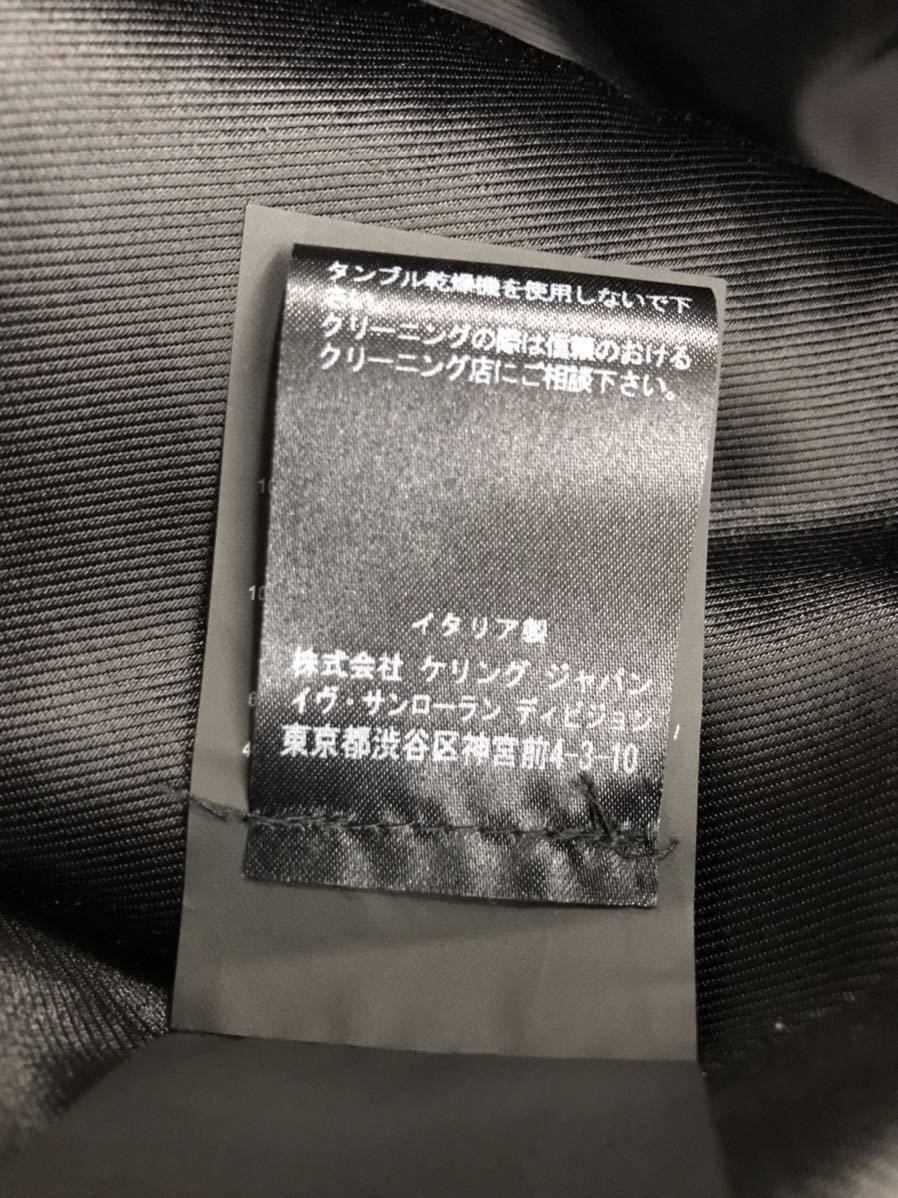 タンブル乾燥機を使用しないで下
さい。
クリーニングの際は信頼のおける
クリーニング店にご相談下さい。
イタリア製
株式会社 ケリング ジャパン
イヴ・サンローラン ディビジョン
東京都渋谷区神宮前4-3-10